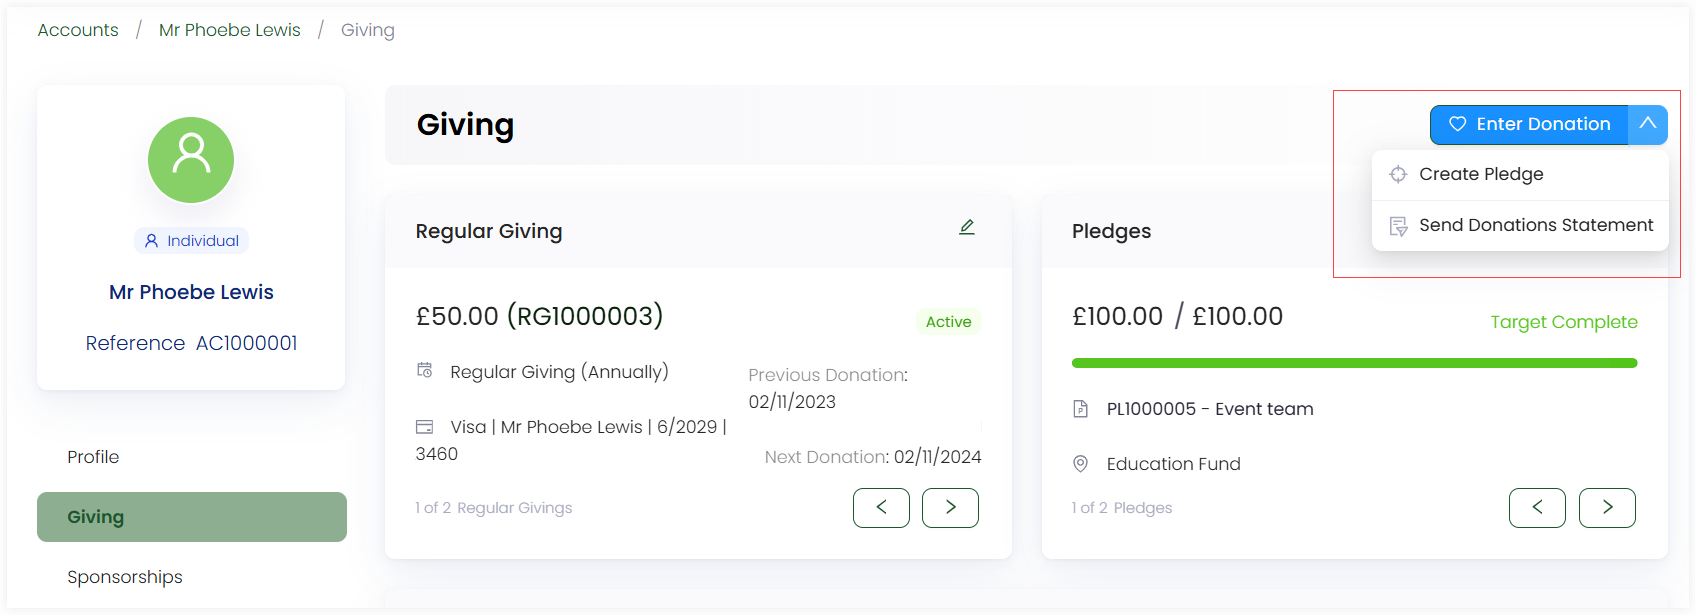 Accounts / Mr Phoebe Lewis / Giving
Individual
Mr Phoebe Lewis
Reference AC1000001
Profile
Giving
Sponsorships
Giving
Enter Donation
Create Pledge
Send Donations Statement
Regular Giving
£50.00 (RG1000003)
Active
Regular Giving (Annually)
Previous Donation:
02/11/2023
Visa | Mr Phoebe Lewis | 6/2029 |
3460
Next Donation: 02/11/2024
1 of 2 Regular Givings
Pledges
£100.00 / £100.00
Target Complete
PL1000005 - Event team
Education Fund
1 of 2 Pledges